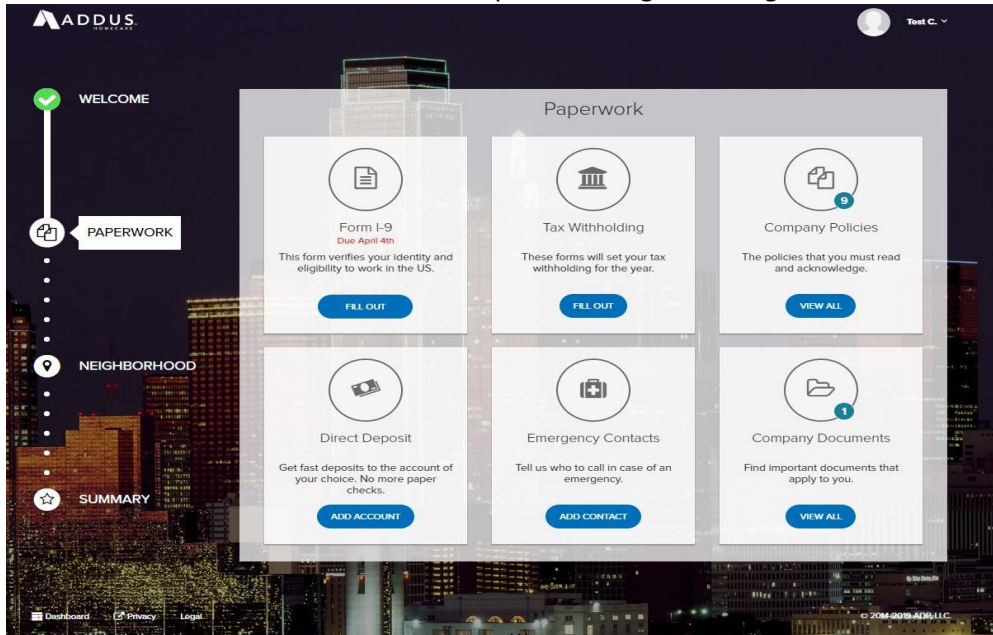 ADDUS
HOMECARE
Test C.
WELCOME
PAPERWORK
NEIGHBORHOOD
SUMMARY
Paperwork
Form I-9
Due April 4th
This form verifies your identity and
eligibility to work in the US.
FILL OUT
Tax Withholding
These forms will set your tax
withholding for the year.
FILL OUT
9
Company Policies
The policies that you must read
and acknowledge.
VIEW ALL
Direct Deposit
Get fast deposits to the account of
your choice. No more paper
checks.
ADD ACCOUNT
Emergency Contacts
Tell us who to call in case of an
emergency.
ADD CONTACT
1
Company Documents
Find important documents that
apply to you.
VIEW ALL
Dashboard Privacy Legal
© 2014-2019 ADP, LLC.